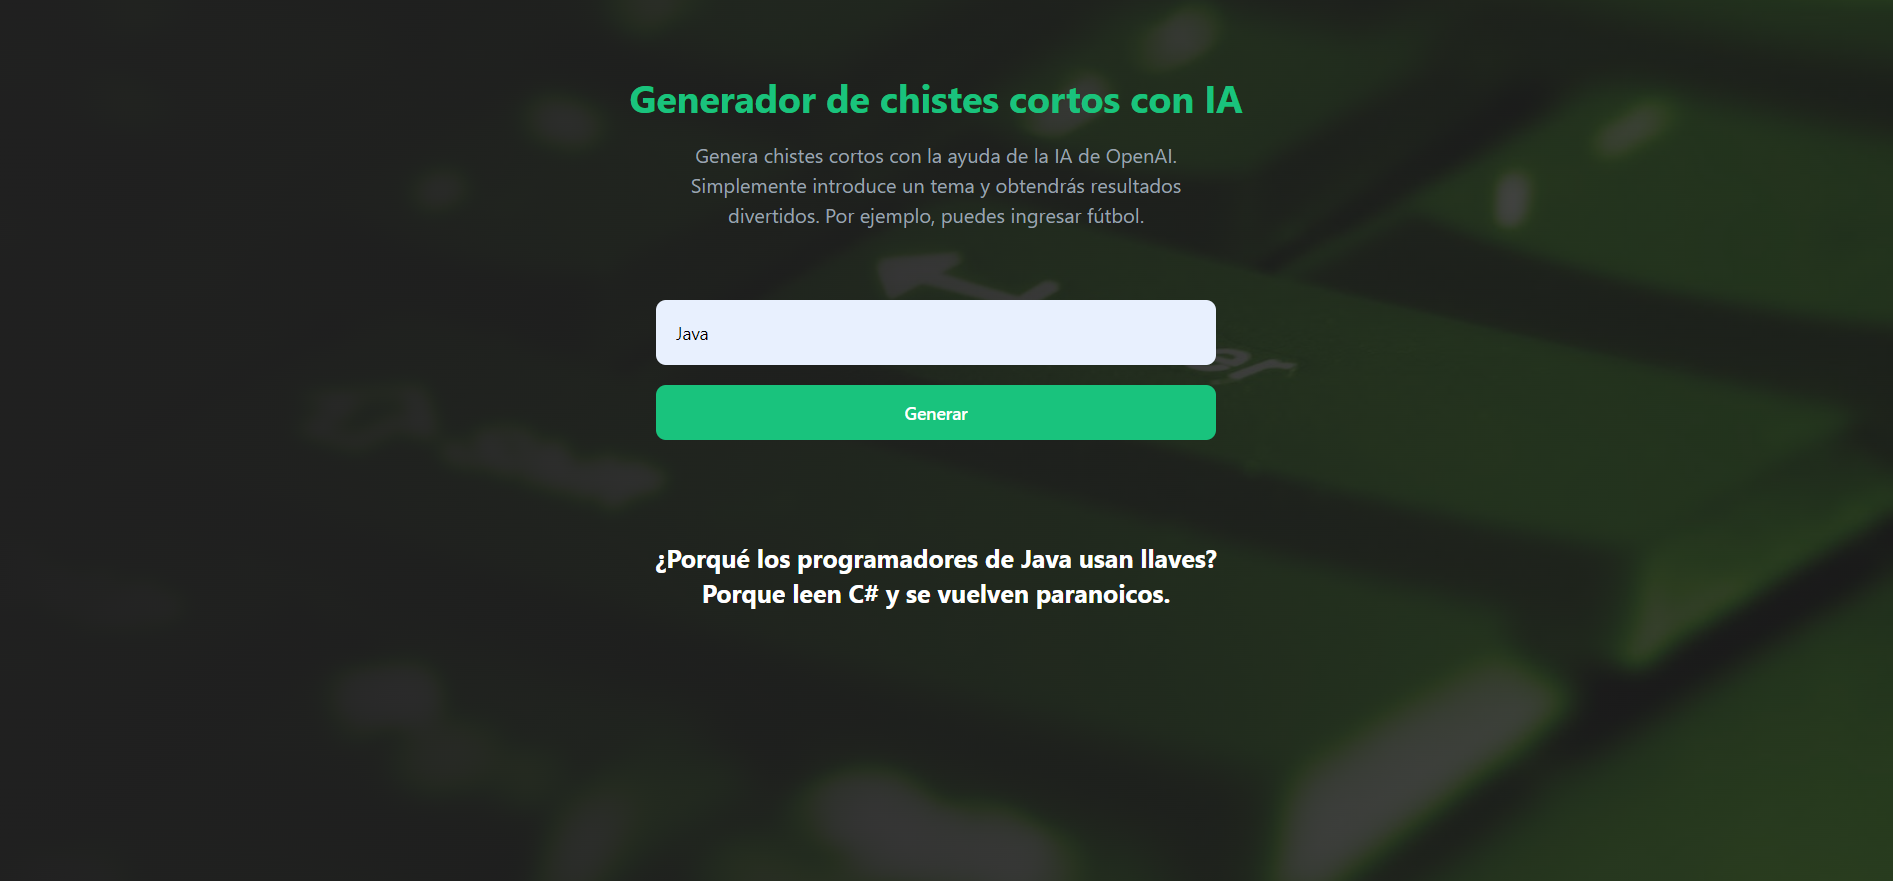 Generador de chistes cortos con IA
Genera chistes cortos con la ayuda de la IA de OpenAI.
Simplemente introduce un tema y obtendrás resultados
divertidos. Por ejemplo, puedes ingresar fútbol.
Java
Generar
¿Porqué los programadores de Java usan llaves?
Porque leen C# y se vuelven paranoicos.